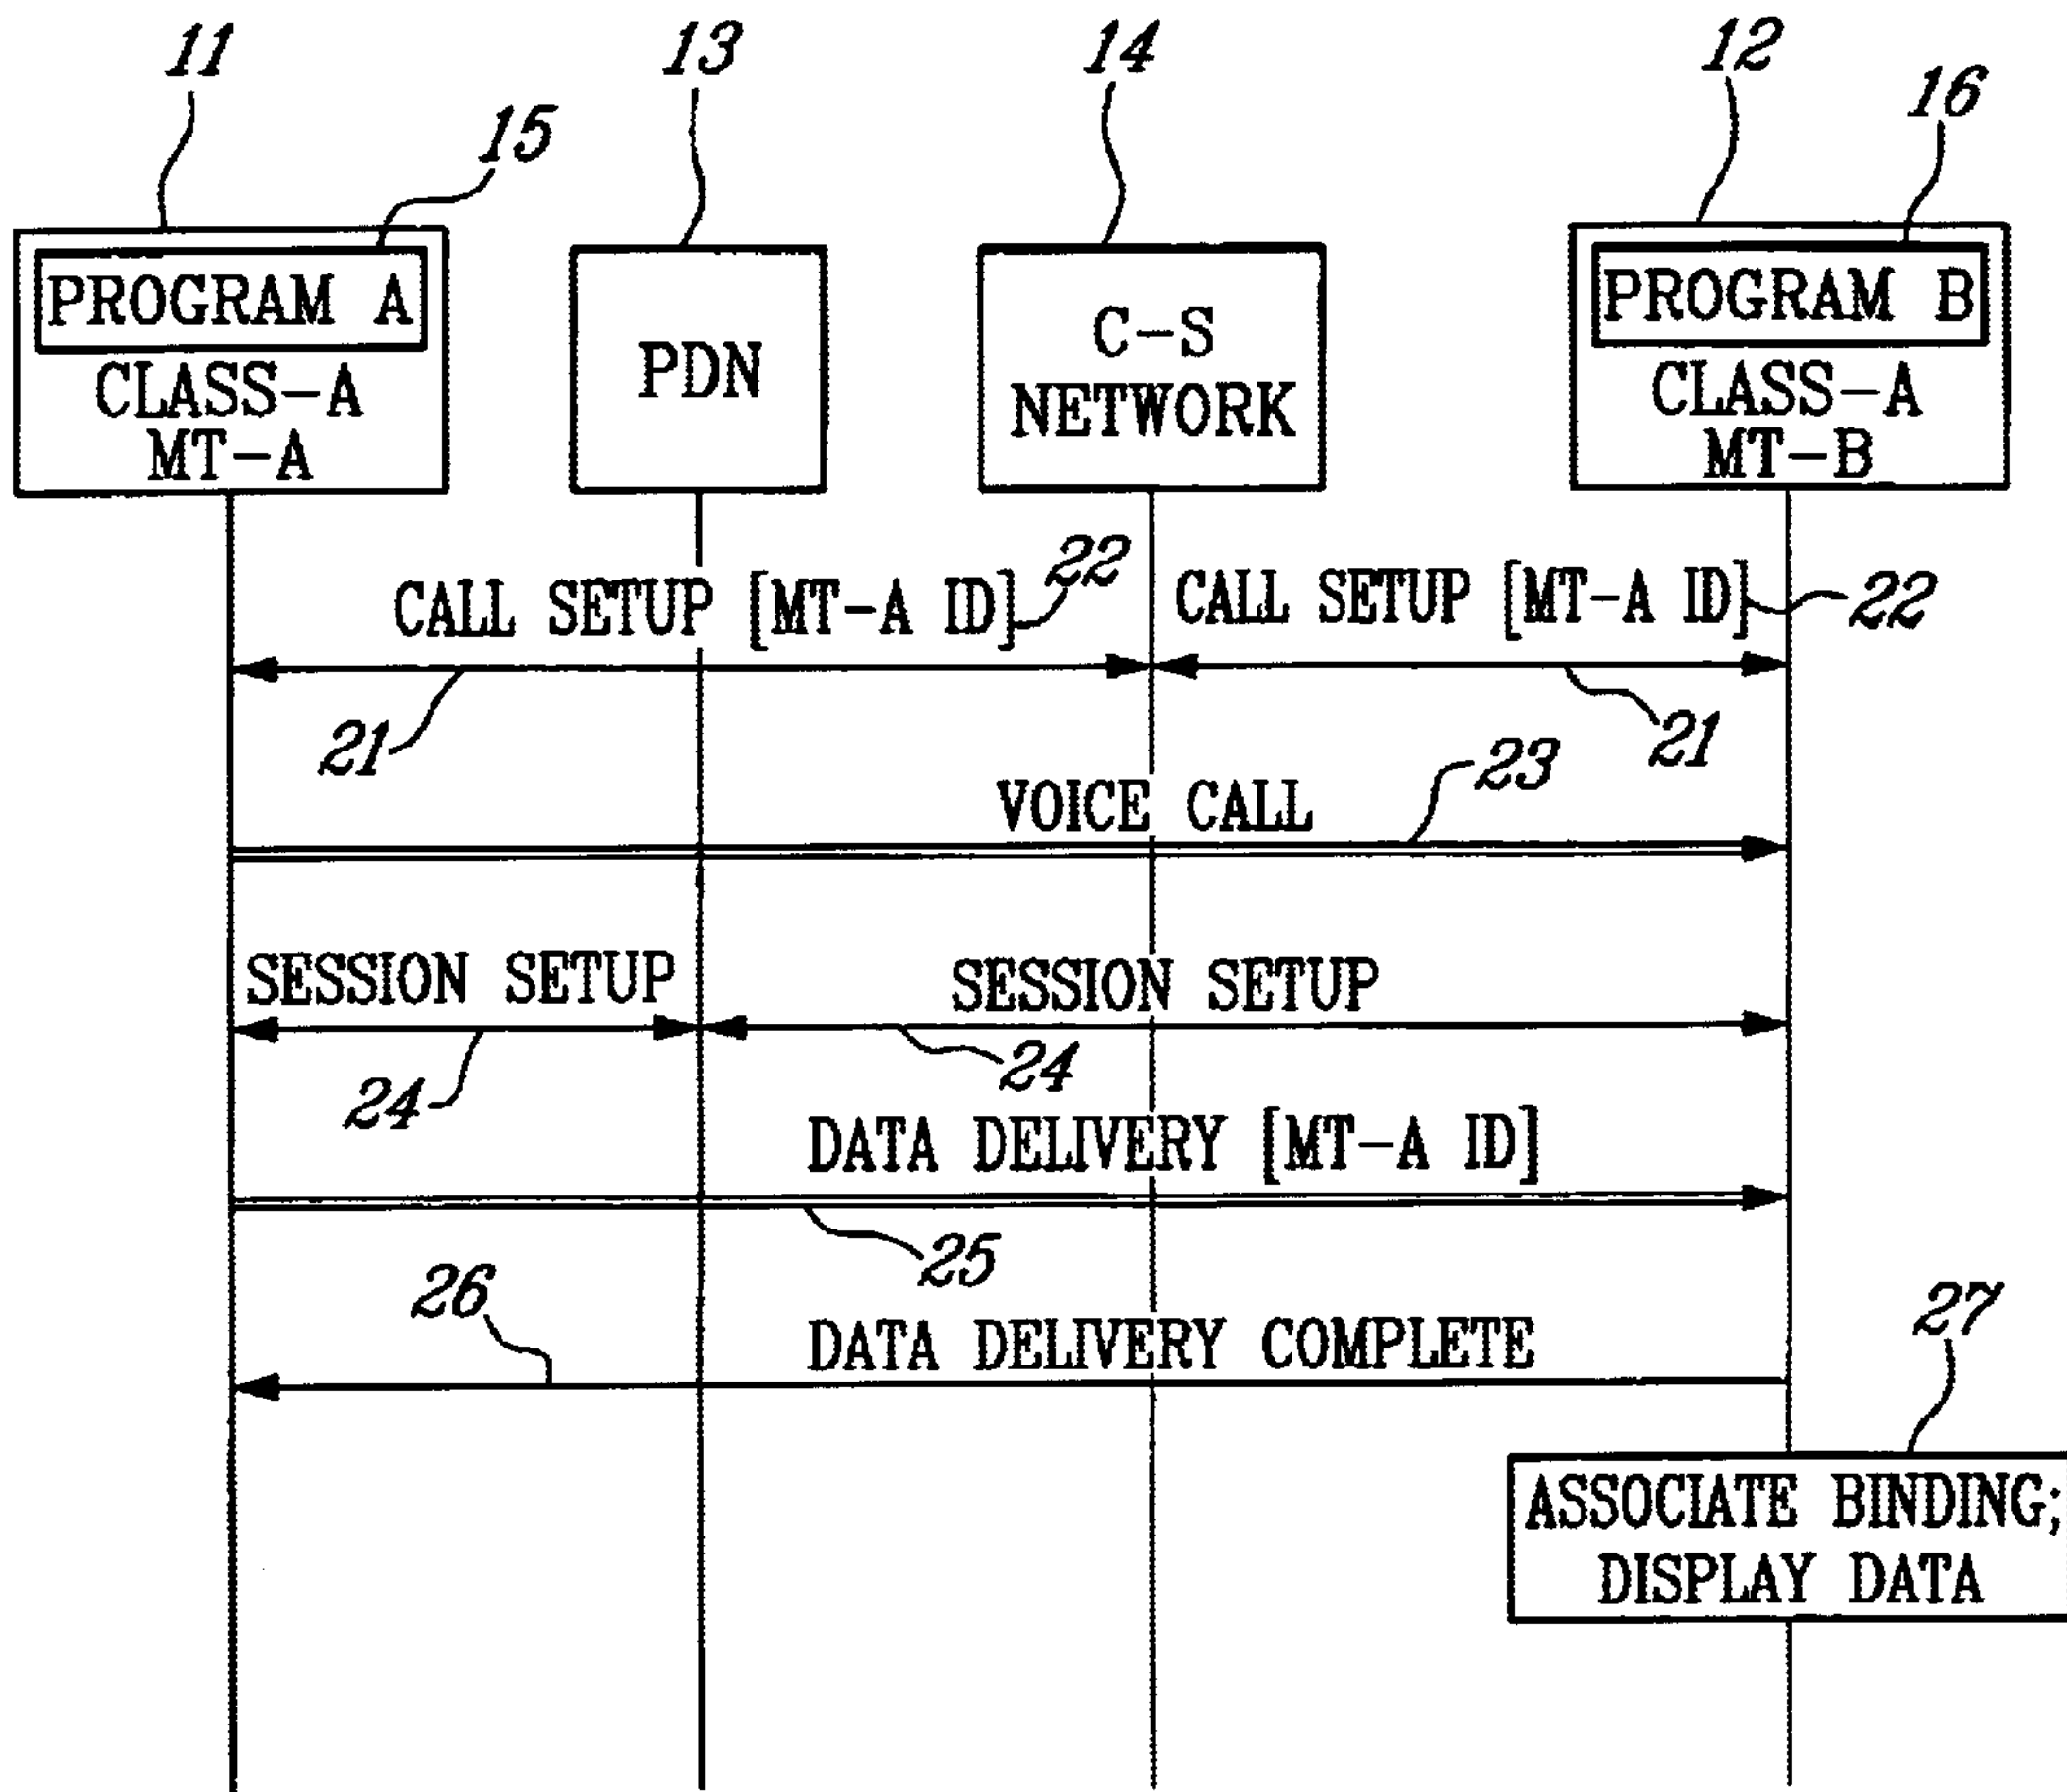 11
13
14
12
15
16
PROGRAM A
CLASS-A
MT-A
PDN
C-S
NETWORK
PROGRAM B
CLASS-A
MT-B
CALL SETUP [MT-A ID]
22
CALL SETUP [MT-A ID]
22
21
21
VOICE CALL
23
SESSION SETUP
SESSION SETUP
24
24
DATA DELIVERY [MT-A ID]
25
26
DATA DELIVERY COMPLETE
27
ASSOCIATE BINDING;
DISPLAY DATA